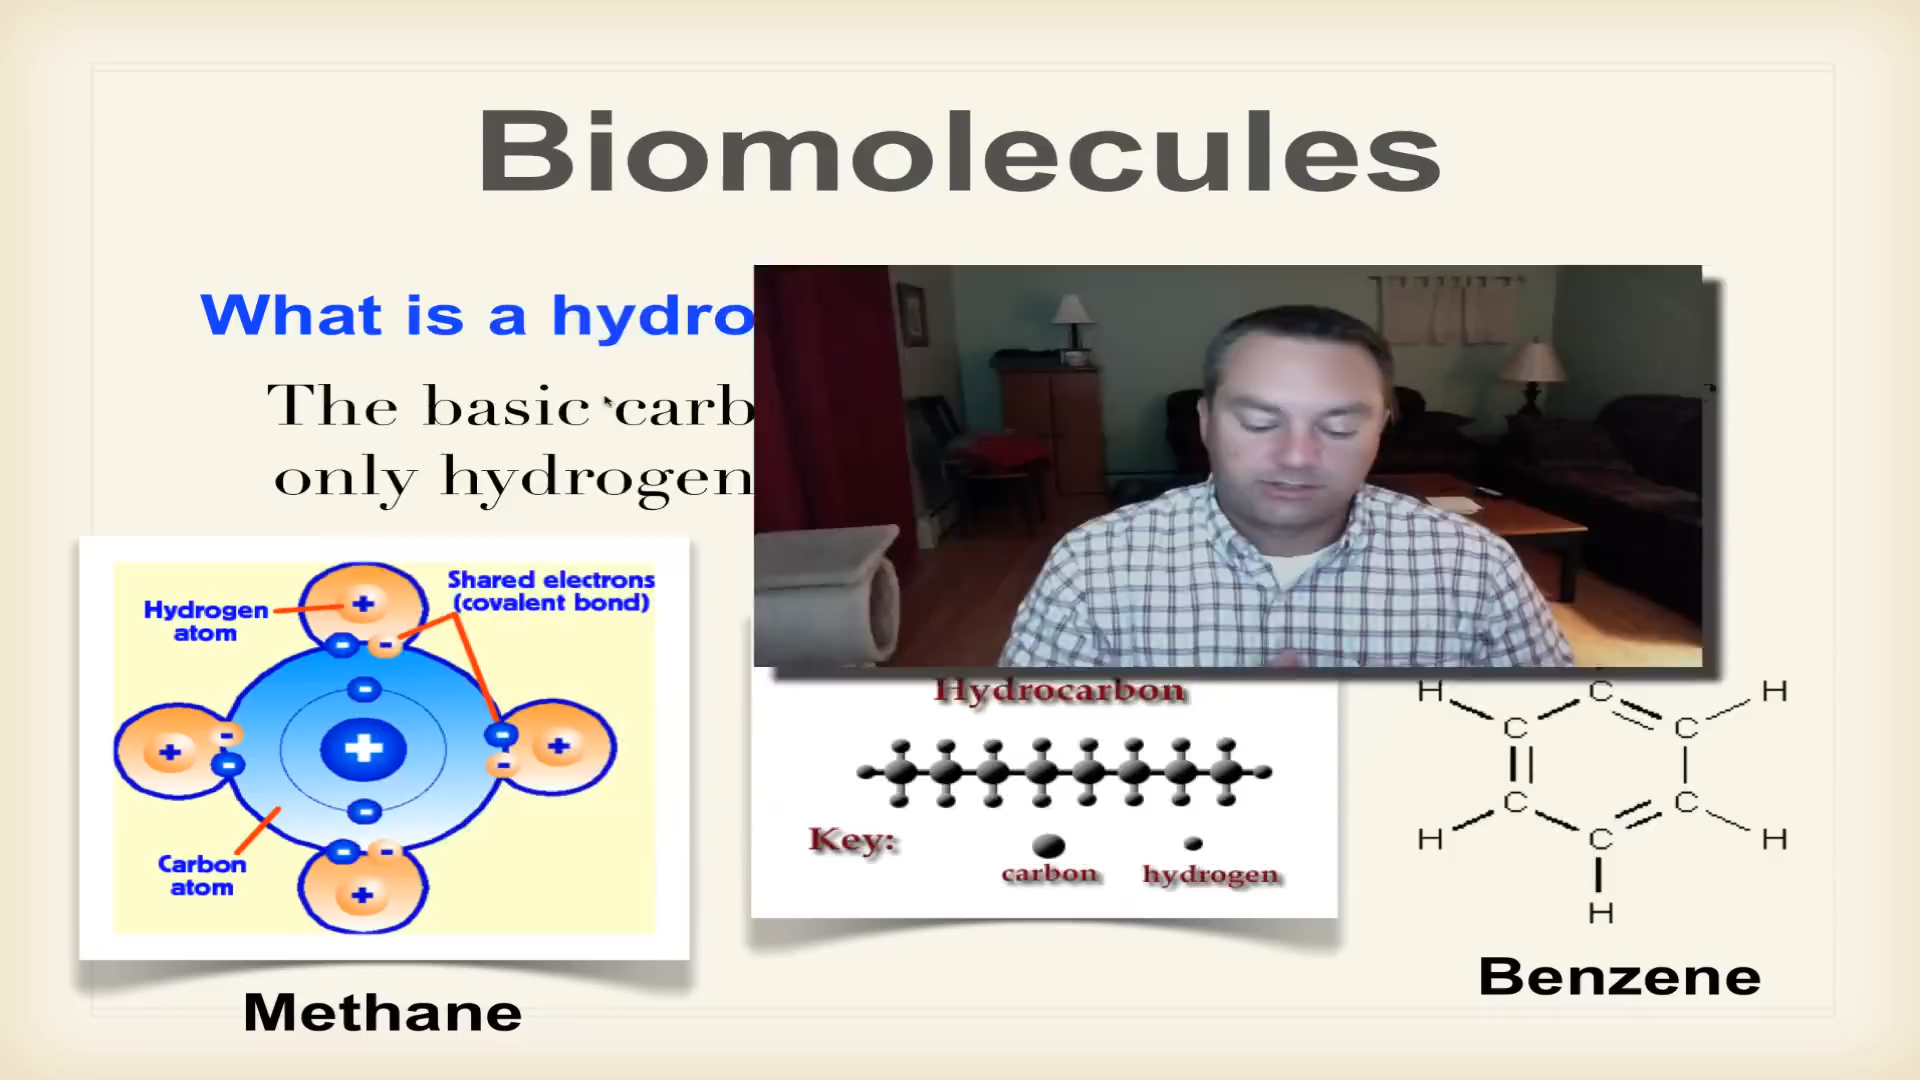 Biomolecules
What is a hydro
The basic carb
only hydrogen
Hydrogen
atom
Shared electrons
(covalent bond)
+
-
-
-
+
-
-
+
-
-
+
-
-
-
+
Carbon
atom
Methane
Hydrocarbon
Key:
carbon
hydrogen
H
C
H
C
C
C
C
H
C
H
H
Benzene